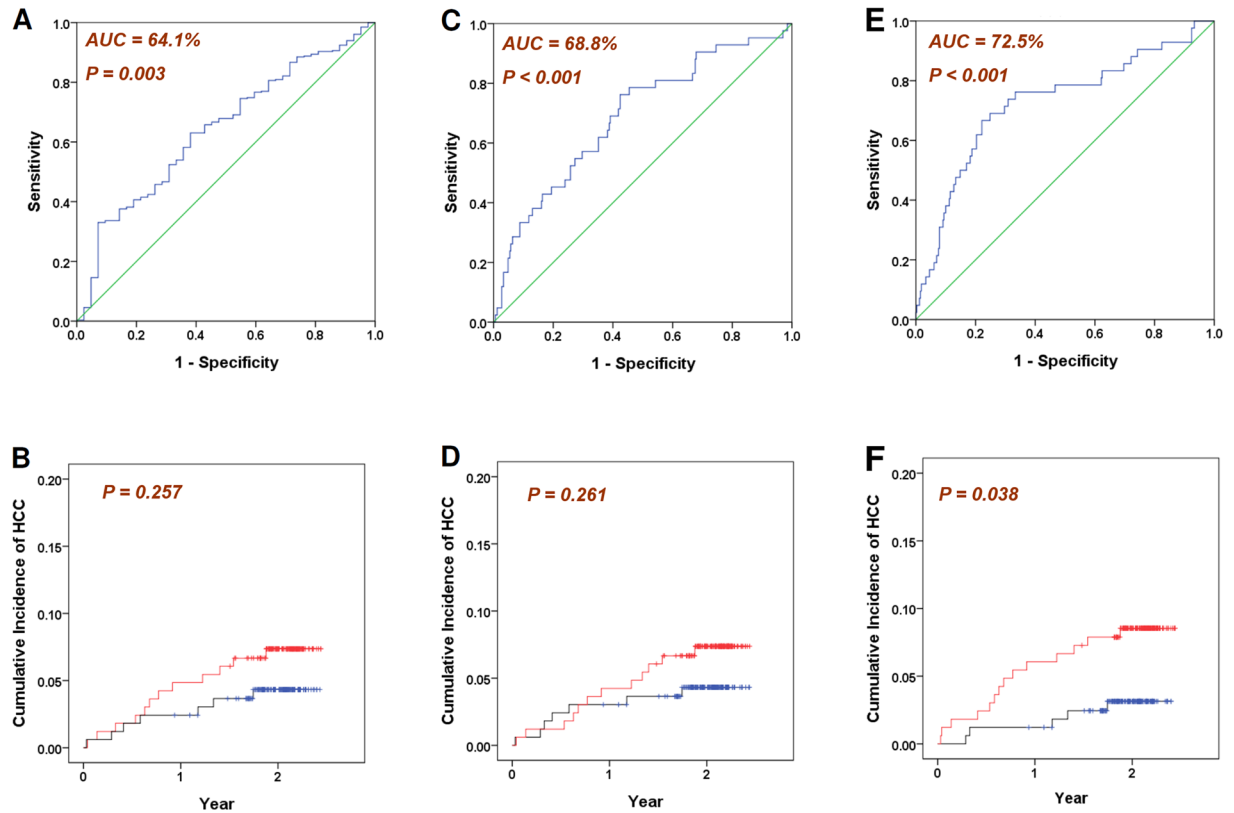 A
AUC = 64.1%
P = 0.003
1.0
0.8
0.6
0.4
0.2
0.0
Sensitivity
0.0 0.2 0.4 0.6 0.8 1.0
1 - Specificity
C
AUC = 68.8%
P < 0.001
1.0
0.8
0.6
0.4
0.2
0.0
Sensitivity
0.0 0.2 0.4 0.6 0.8 1.0
1 - Specificity
E
AUC = 72.5%
P < 0.001
1.0
0.8
0.6
0.4
0.2
0.0
Sensitivity
0.0 0.2 0.4 0.6 0.8 1.0
1 - Specificity
B
P = 0.257
0.20
0.15
0.10
0.05
0.00
Cumulative Incidence of HCC
0 1 2
Year
D
P = 0.261
0.20
0.15
0.10
0.05
0.00
Cumulative Incidence of HCC
0 1 2
Year
F
P = 0.038
0.20
0.15
0.10
0.05
0.00
Cumulative Incidence of HCC
0 1 2
Year